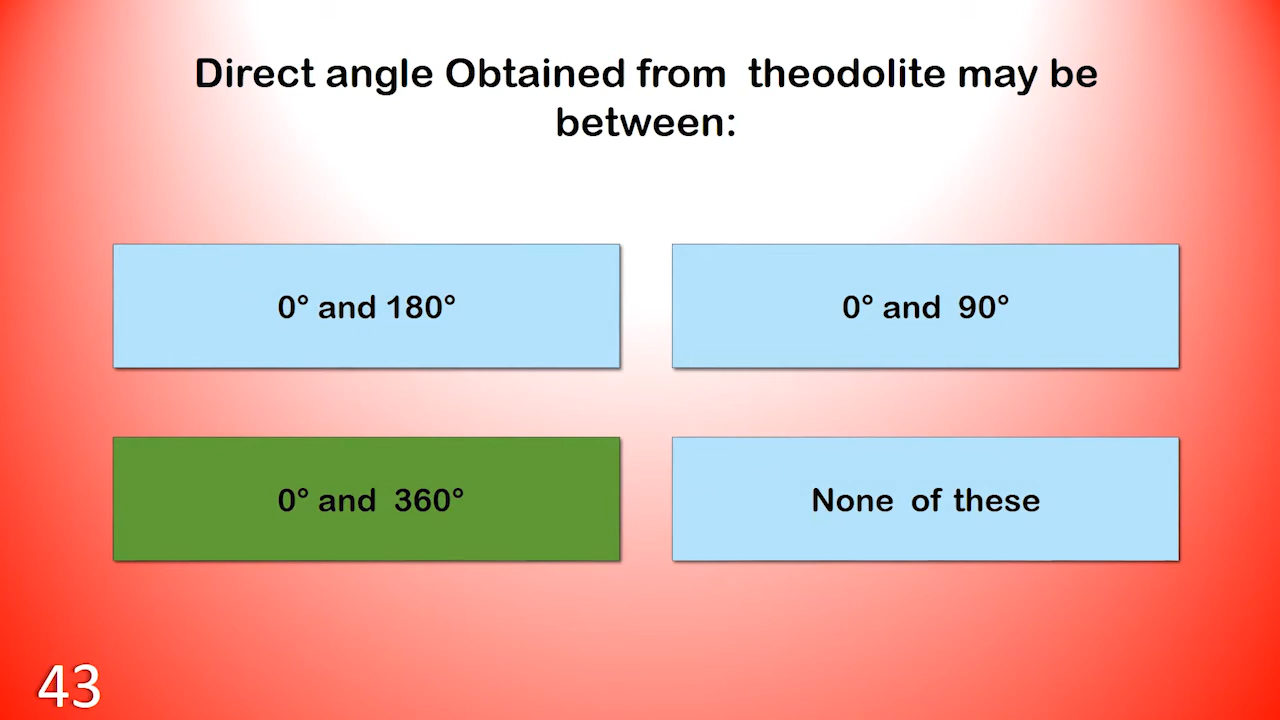 Direct angle Obtained from theodolite may be
between:
0° and 180°
0° and 90°
0° and 360°
None of these
43